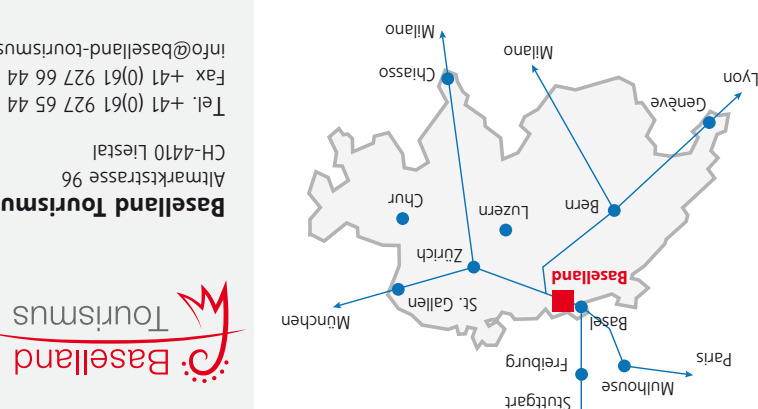 Stuttgart
Mulhouse
Paris
Freiburg
Basel
Baselland
München
St. Gallen
Zürich
Bern
Luzern
Chur
Genève
Lyon
Chiasso
Milano
Milano
Baselland
Tourismus
Baselland Tourismu
Altmarktstrasse 96
CH-4410 Liestal
Tel. +41 (0)61 927 65 44
Fax +41 (0)61 927 66 44
info@baselland-tourismus